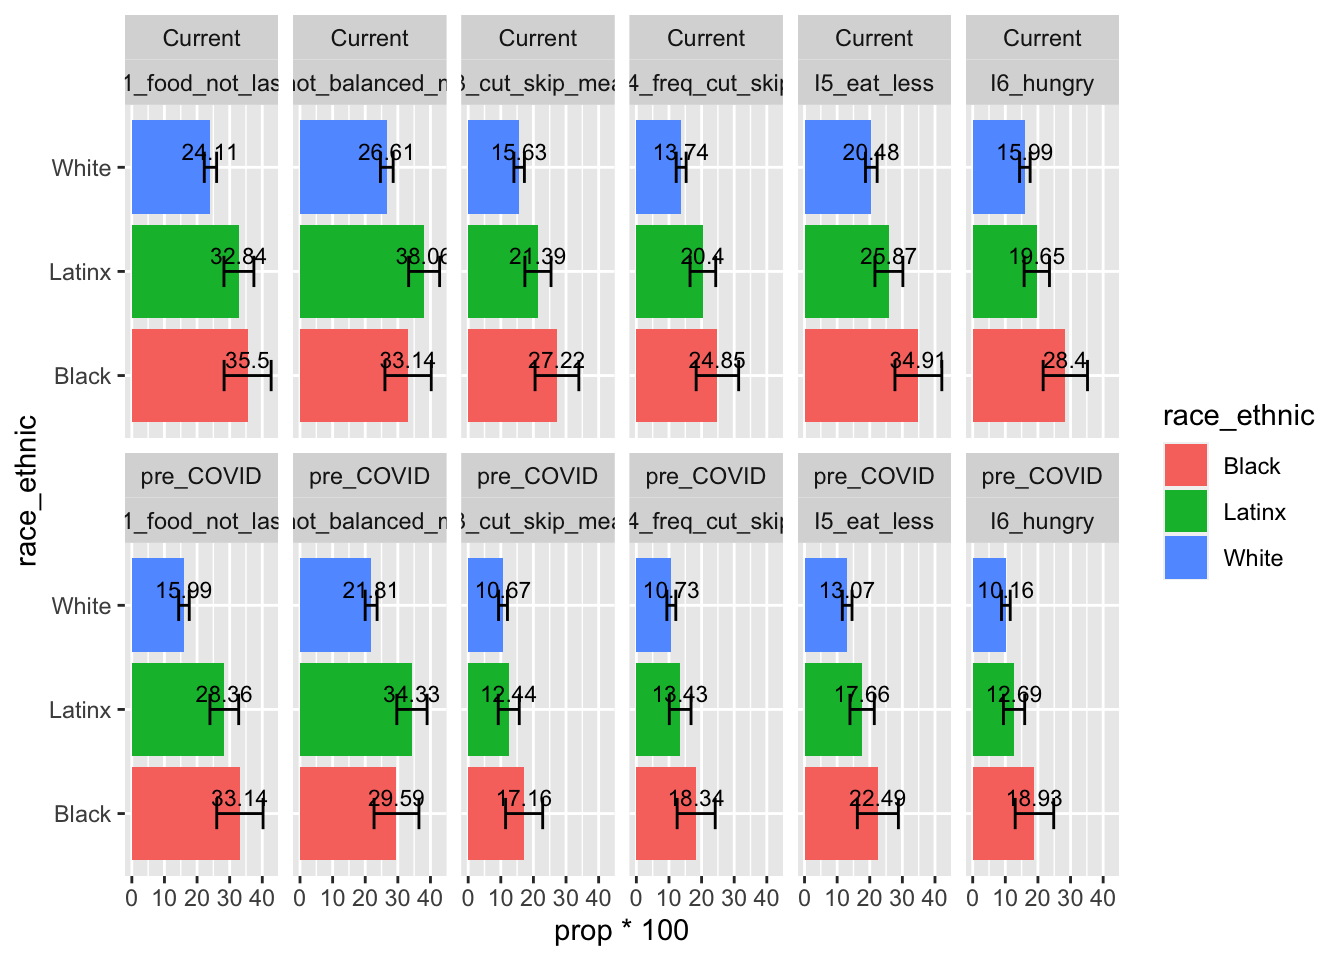 Current Current Current Current Current Current
1_food_not_las not_balanced_n 3_cut_skip_mea 4_freq_cut_skip I5_eat_less I6_hungry
White 24.11 26.61 15.63 13.74 20.48 15.99
Latinx 32.84 38.06 21.39 20.4 25.87 19.65
Black 35.5 33.14 27.22 24.85 34.91 28.4
pre_COVID pre_COVID pre_COVID pre_COVID pre_COVID pre_COVID
1_food_not_las not_balanced_n 3_cut_skip_mea 4_freq_cut_skip I5_eat_less I6_hungry
White 15.99 21.81 10.67 10.73 13.07 10.16
Latinx 28.36 34.33 12.44 13.43 17.66 12.69
Black 33.14 29.59 17.16 18.34 22.49 18.93
0 10 20 30 40 0 10 20 30 40 0 10 20 30 40 0 10 20 30 40 0 10 20 30 40 0 10 20 30 40
prop * 100
race_ethnic
race_ethnic
Black
Latinx
White